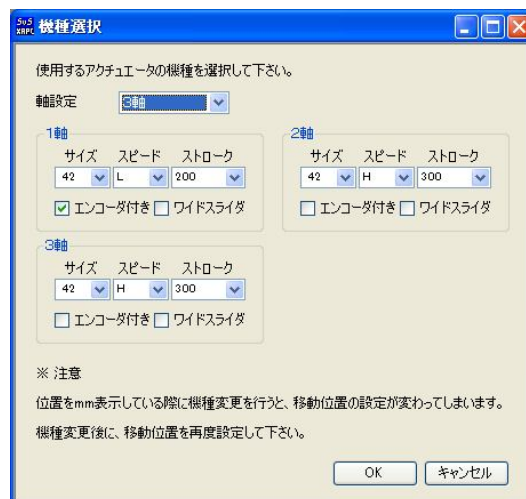 SVS
XRPL
機種選択
使用するアクチュエータの機種を選択して下さい。
軸設定 3軸
1軸
サイズ スピード ストローク
42 L 200
エンコーダ付き ワイドスライダ
2軸
サイズ スピード ストローク
42 H 300
エンコーダ付き ワイドスライダ
3軸
サイズ スピード ストローク
42 H 300
エンコーダ付き ワイドスライダ
※ 注意
位置をmm表示している際に機種変更を行うと、移動位置の設定が変わってしまいます。
機種変更後に、移動位置を再度設定して下さい。
OK キャンセル